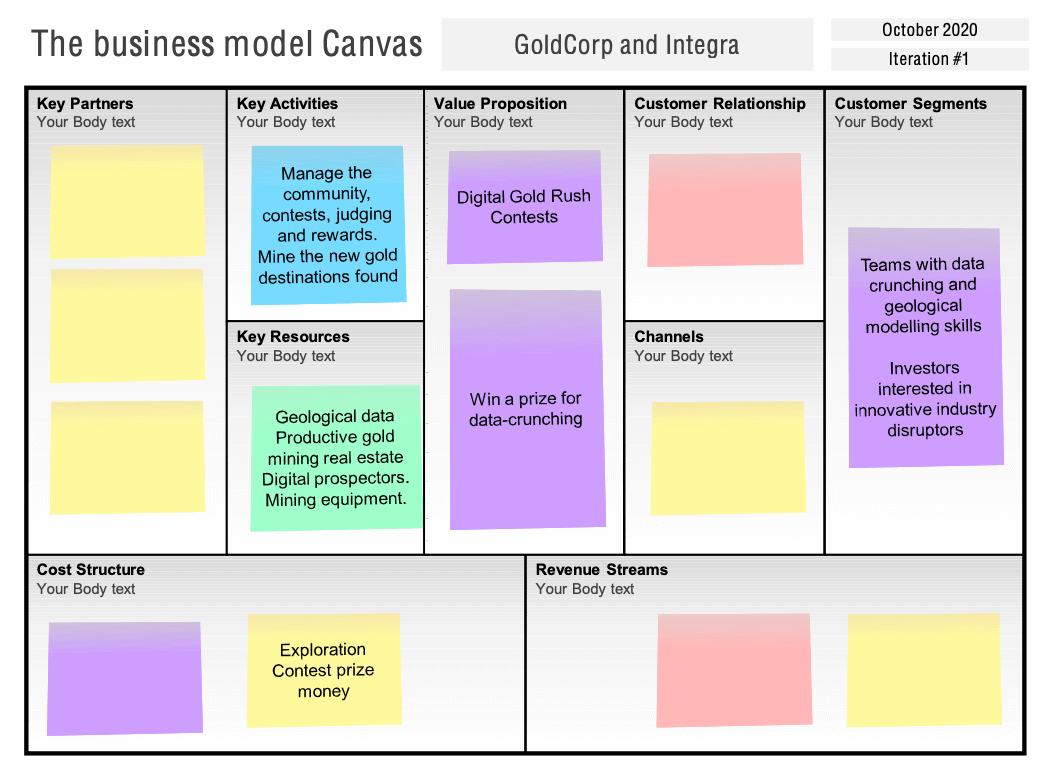 The business model Canvas
GoldCorp and Integra
October 2020
Iteration #1
Key Partners
Your Body text
Key Activities
Your Body text
Manage the
community,
contests, judging
and rewards.
Mine the new gold
destinations found
Key Resources
Your Body text
Geological data
Productive gold
mining real estate
Digital prospectors.
Mining equipment.
Value Proposition
Your Body text
Digital Gold Rush
Contests
Win a prize for
data-crunching
Customer Relationship
Your Body text
Channels
Your Body text
Customer Segments
Your Body text
Teams with data
crunching and
geological
modelling skills
Investors
interested in
innovative industry
disruptors
Cost Structure
Your Body text
Exploration
Contest prize
money
Revenue Streams
Your Body text